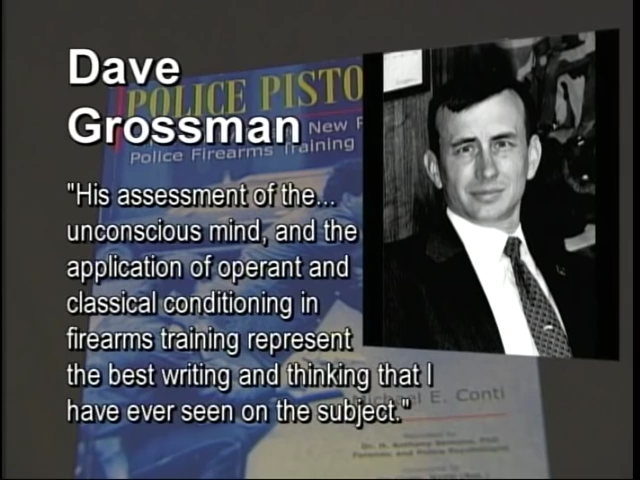 Dave
Grossman
"His assessment of the...
unconscious mind, and the
application of operant and
classical conditioning in
firearms training represent
the best writing and thinking that I
have ever seen on the subject."
POLICE PISTO
New
Police Firearms Training
Michael E. Conti